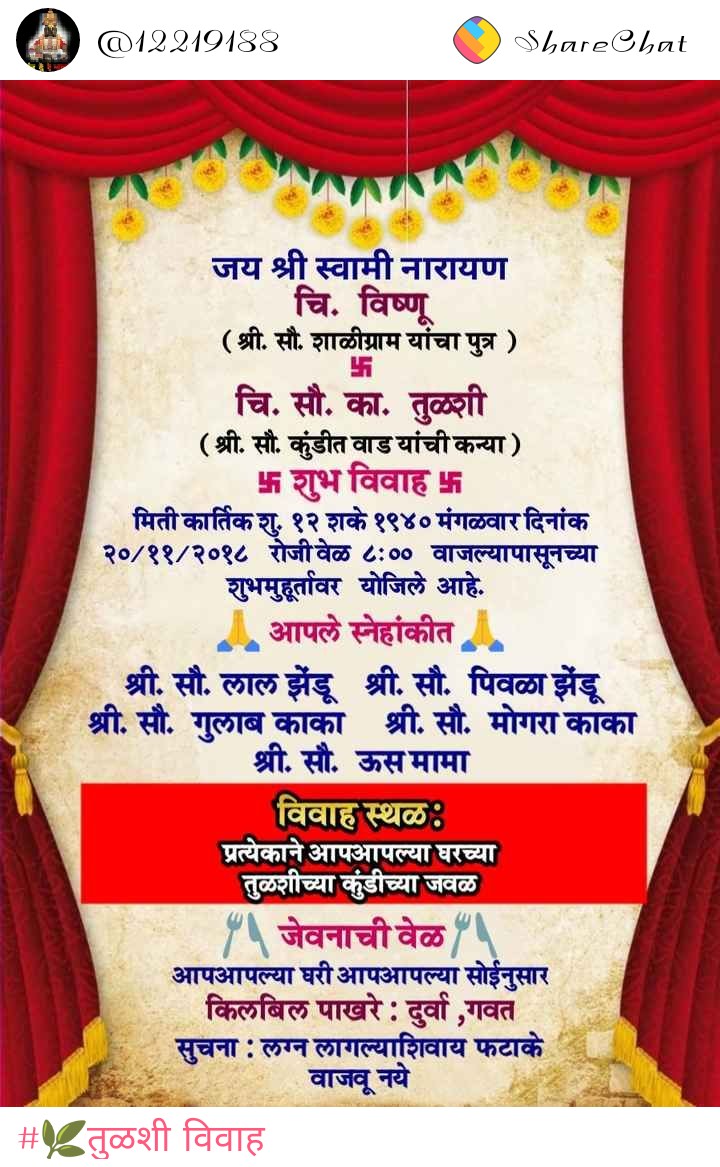 @12219188 ShareChat
जय श्री स्वामी नारायण
चि. विष्णू
(श्री. सौ. शाळीग्राम यांचा पुत्र )
卐
चि. सौ. का. तुळशी
(श्री. सौ. कुंडीत वाड यांची कन्या)
卐 शुभ विवाह 卐
मिती कार्तिक शु. १२ शके १९४० मंगळवार दिनांक
२०/११/२०१८ रोजी वेळ ८:०० वाजल्यापासूनच्या
शुभमुहूर्तावर योजिले आहे.
🙏 आपले स्नेहांकीत 🙏
श्री. सौ. लाल झेंडू श्री. सौ. पिवळा झेंडू
श्री. सौ. गुलाब काका श्री. सौ. मोगरा काका
श्री. सौ. ऊस मामा
विवाह स्थळ :
प्रत्येकाने आपआपल्या घरच्या
तुळशीच्या कुंडीच्या जवळ
🍴 जेवनाची वेळ 🍴
आपआपल्या घरी आपआपल्या सोईनुसार
किलबिल पाखरे : दुर्वा ,गवत
सुचना : लग्न लागल्याशिवाय फटाके
वाजवू नये
#🌿तुळशी विवाह